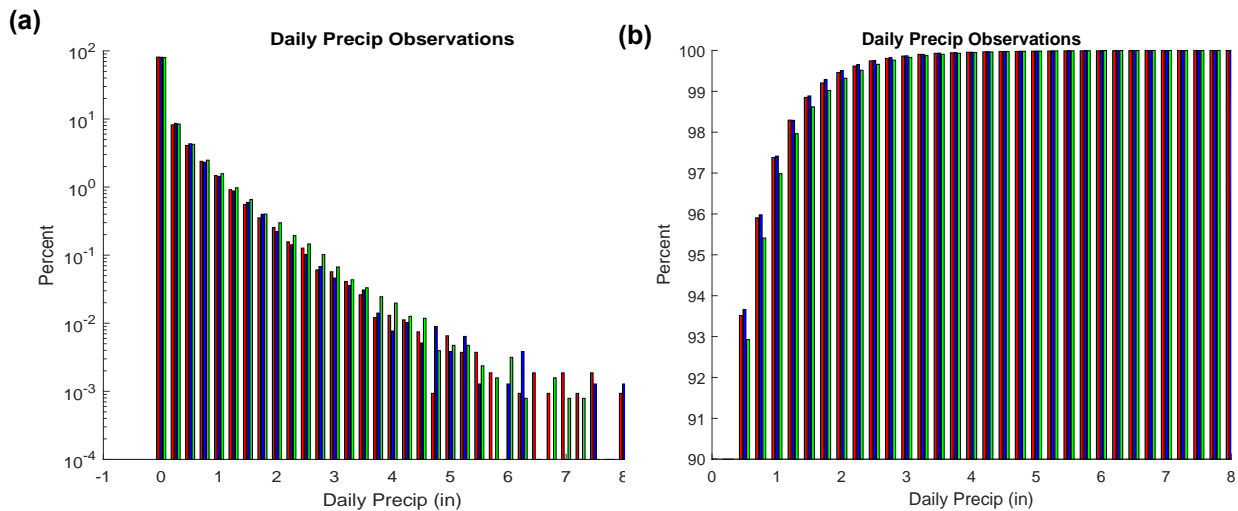 (a)
Daily Precip Observations
10^2
10^1
10^0
10^-1
10^-2
10^-3
10^-4
Percent
-1 0 1 2 3 4 5 6 7 8
Daily Precip (in)
(b)
Daily Precip Observations
100
99
98
97
96
95
94
93
92
91
90
Percent
0 1 2 3 4 5 6 7 8
Daily Precip (in)